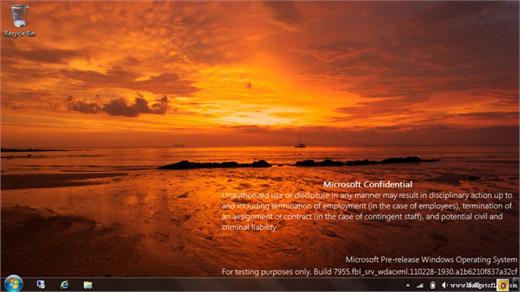 Recycle Bin
Microsoft Confidential
Unauthorized use or disclosure in any manner may result in disciplinary action up to
and including termination of employment (in the case of employees), termination of
an assignment or contract (in the case of contingent staff), and potential civil and
criminal liability.
Microsoft Pre-release Windows Operating System
For testing purposes only. Build 7955.fbl_srv_wdacxml.110228-1930.a1b6210f837a32cf